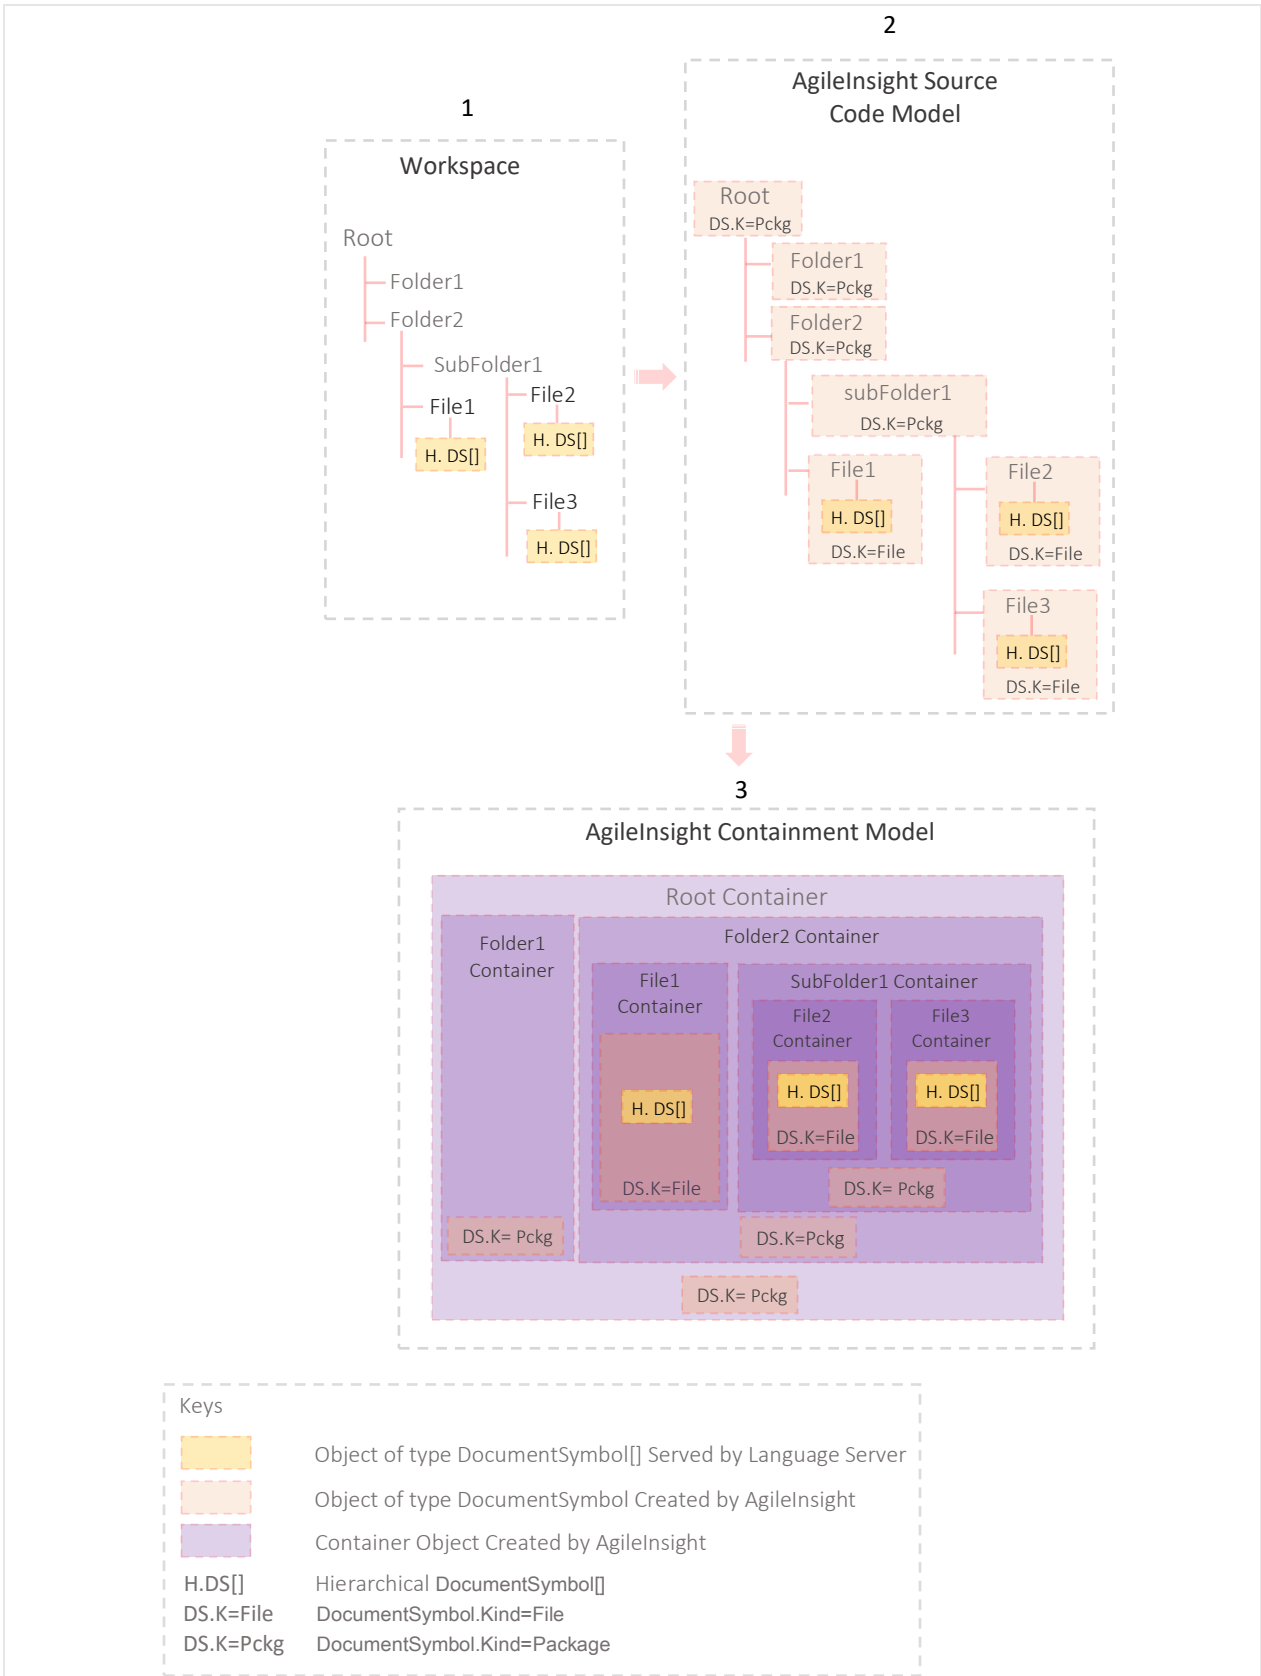 1
Workspace
Root
Folder1
Folder2
SubFolder1
File1
File2
H. DS[]
H. DS[]
File3
H. DS[]
2
AgileInsight Source
Code Model
Root
DS.K=Pckg
Folder1
DS.K=Pckg
Folder2
DS.K=Pckg
subFolder1
DS.K=Pckg
File1
H. DS[]
DS.K=File
File2
H. DS[]
DS.K=File
File3
H. DS[]
DS.K=File
3
AgileInsight Containment Model
Root Container
Folder1
Container
Folder2 Container
File1
Container
SubFolder1 Container
File2
Container
File3
Container
H. DS[]
H. DS[]
H. DS[]
DS.K=File
DS.K=File
DS.K=File
DS.K= Pckg
DS.K= Pckg
DS.K=Pckg
DS.K= Pckg
Keys
Object of type DocumentSymbol[] Served by Language Server
Object of type DocumentSymbol Created by AgileInsight
Container Object Created by AgileInsight
H.DS[] Hierarchical DocumentSymbol[]
DS.K=File DocumentSymbol.Kind=File
DS.K=Pckg DocumentSymbol.Kind=Package